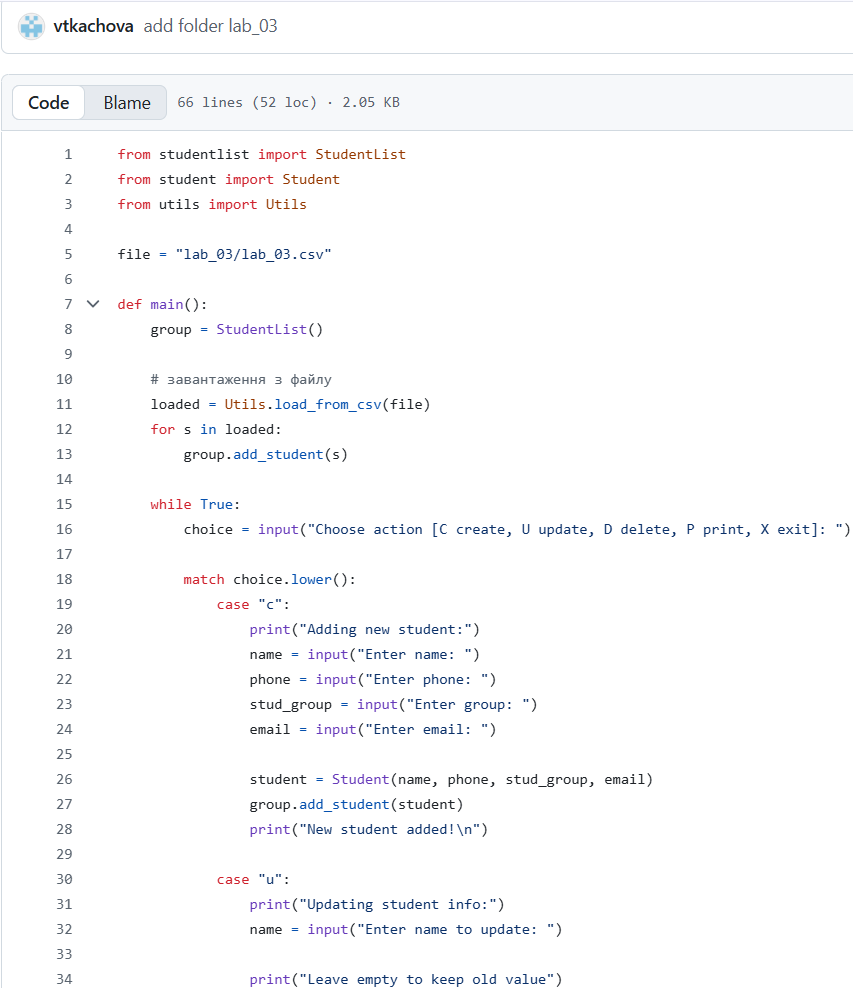 vtkachova add folder lab_03
Code Blame 66 lines (52 loc) · 2.05 KB
1 from studentlist import StudentList
2 from student import Student
3 from utils import Utils
4
5 file = "lab_03/lab_03.csv"
6
7 def main():
8 group = StudentList()
9
10 # завантаження з файлу
11 loaded = Utils.load_from_csv(file)
12 for s in loaded:
13 group.add_student(s)
14
15 while True:
16 choice = input("Choose action [C create, U update, D delete, P print, X exit]: ")
17
18 match choice.lower():
19 case "c":
20 print("Adding new student:")
21 name = input("Enter name: ")
22 phone = input("Enter phone: ")
23 stud_group = input("Enter group: ")
24 email = input("Enter email: ")
25
26 student = Student(name, phone, stud_group, email)
27 group.add_student(student)
28 print("New student added!\n")
29
30 case "u":
31 print("Updating student info:")
32 name = input("Enter name to update: ")
33
34 print("Leave empty to keep old value")